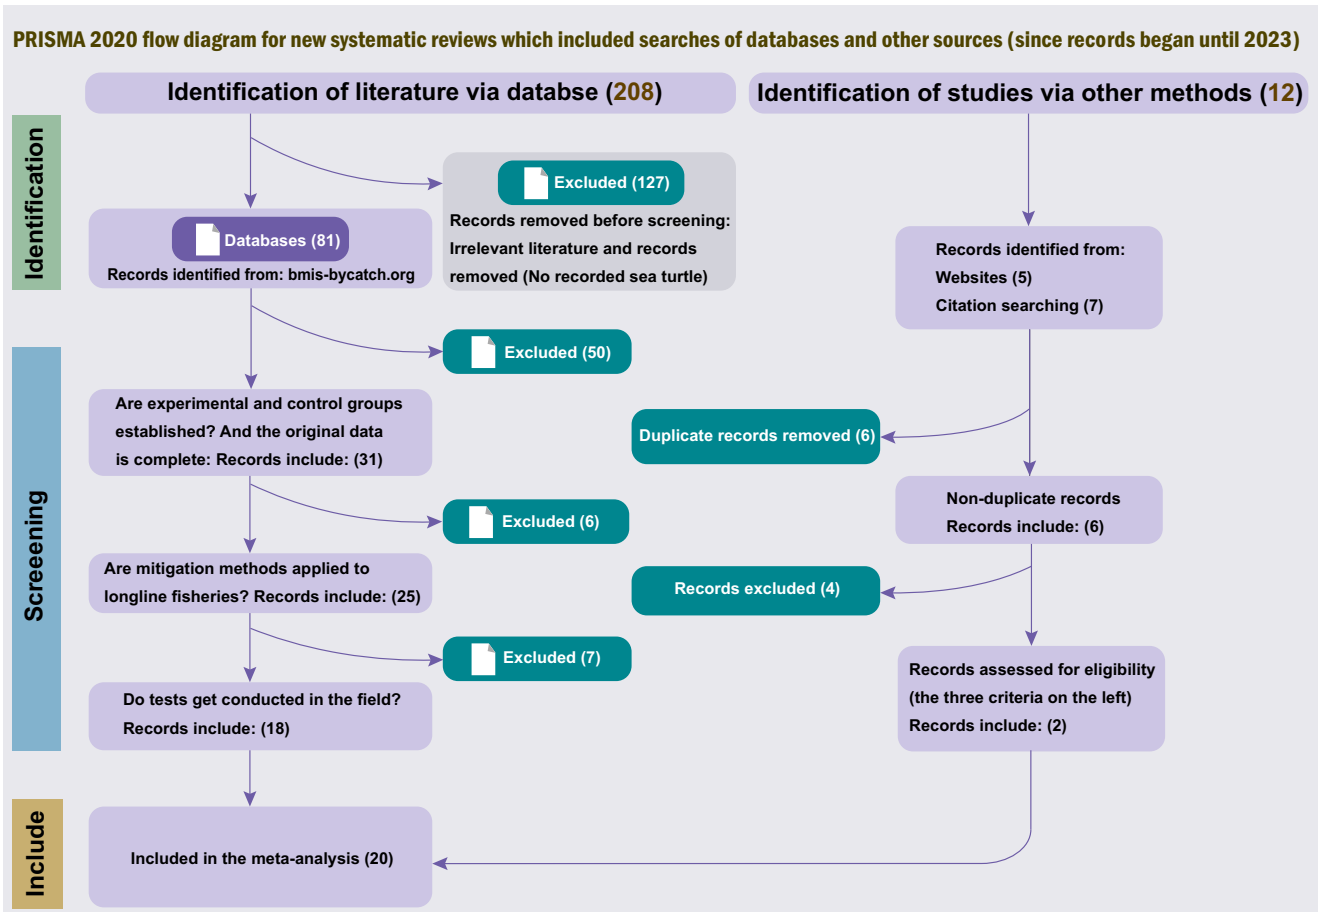 PRISMA 2020 flow diagram for new systematic reviews which included searches of databases and other sources (since records began until 2023)
Identification of literature via databse (208)
Identification of studies via other methods (12)
Identification
Excluded (127)
Records removed before screening:
Irrelevant literature and records
removed (No recorded sea turtle)
Databases (81)
Records identified from: bmis-bycatch.org
Records identified from:
Websites (5)
Citation searching (7)
Screeening
Excluded (50)
Are experimental and control groups
established? And the original data
is complete: Records include: (31)
Duplicate records removed (6)
Excluded (6)
Non-duplicate records
Records include: (6)
Are mitigation methods applied to
longline fisheries? Records include: (25)
Records excluded (4)
Excluded (7)
Do tests get conducted in the field?
Records include: (18)
Records assessed for eligibility
(the three criteria on the left)
Records include: (2)
Include
Included in the meta-analysis (20)